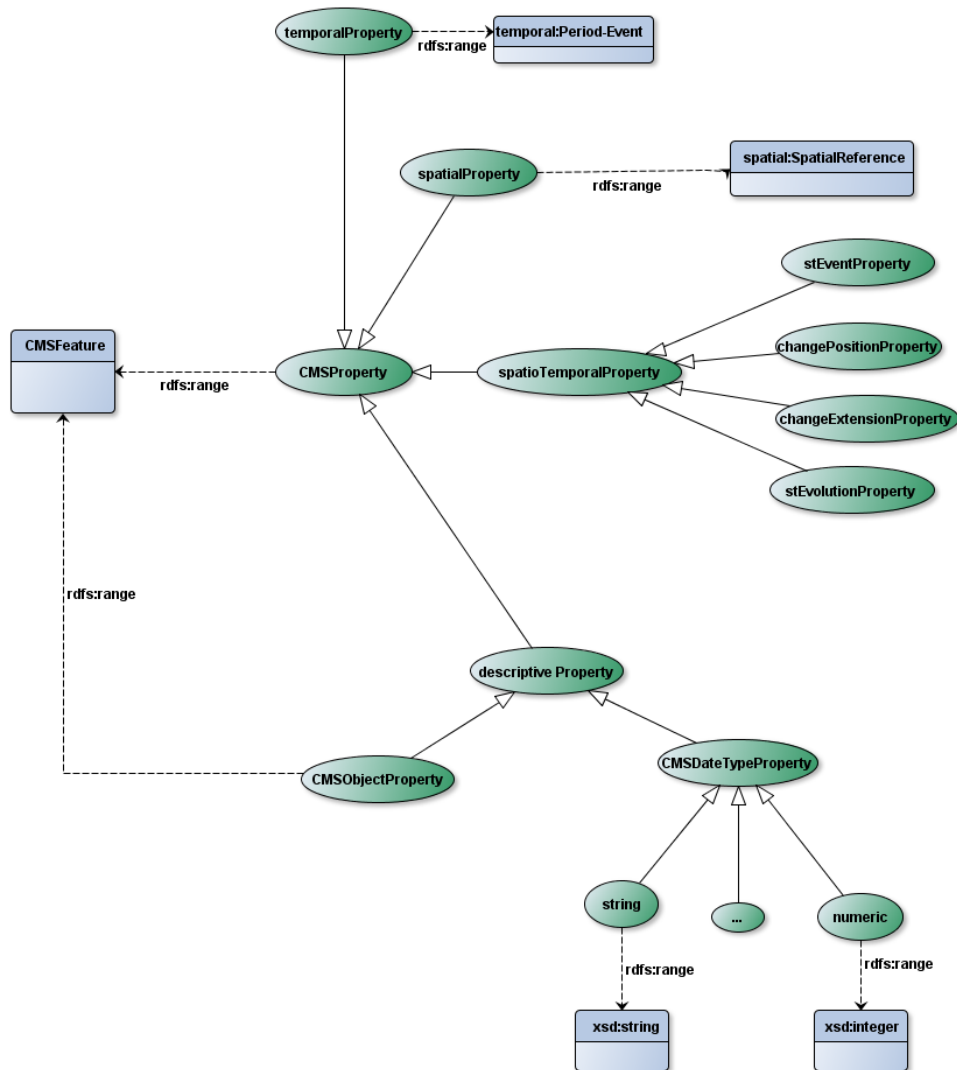 temporalProperty
rdfs:range
temporal:Period-Event
spatialProperty
rdfs:range
spatial:SpatialReference
stEventProperty
CMSFeature
rdfs:range
CMSProperty
spatioTemporalProperty
changePositionProperty
changeExtensionProperty
stEvolutionProperty
rdfs:range
descriptive Property
CMSObjectProperty
CMSDateTypeProperty
string
...
numeric
rdfs:range
rdfs:range
xsd:string
xsd:integer